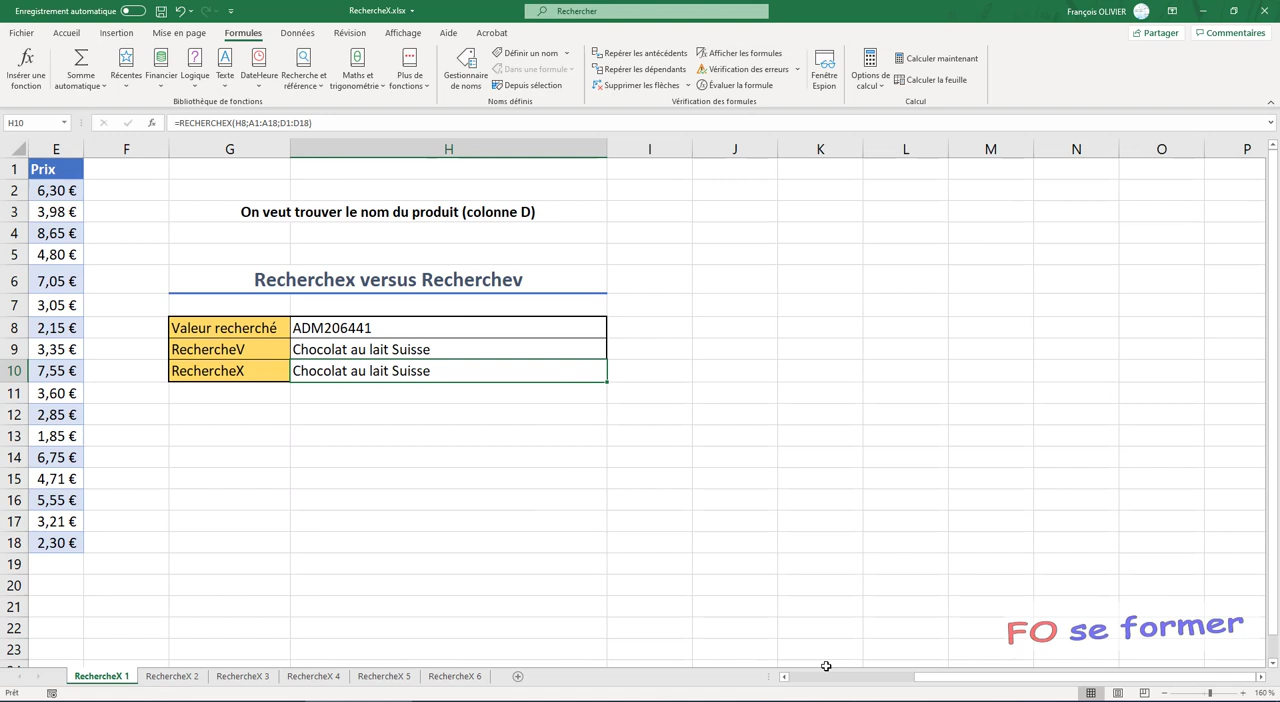 Enregistrement automatique
RechercheX.xlsx
Rechercher
François OLIVIER
Fichier Accueil Insertion Mise en page Formules Données Révision Affichage Aide Acrobat
Partager Commentaires
Insérer une fonction
Somme automatique
Récentes
Financier
Logique
Texte
DateHeure
Recherche et référence
Maths et trigonométrie
Plus de fonctions
Bibliothèque de fonctions
Gestionnaire de noms
Définir un nom
Dans une formule
Depuis sélection
Noms définis
Repérer les antécédents
Repérer les dépendants
Supprimer les flèches
Afficher les formules
Vérification des erreurs
Évaluer la formule
Vérification des formules
Fenêtre Espion
Options de calcul
Calculer maintenant
Calculer la feuille
Calcul
H10
fx
=RECHERCHEX(H8;A1:A18;D1:D18)
E F G H I J K L M N O P
1 Prix
2 6,30 €
3 3,98 € On veut trouver le nom du produit (colonne D)
4 8,65 €
5 4,80 €
6 7,05 € Recherchex versus Recherchev
7 3,05 €
8 2,15 € Valeur recherché ADM206441
9 3,35 € RechercheV Chocolat au lait Suisse
10 7,55 € RechercheX Chocolat au lait Suisse
11 3,60 €
12 2,85 €
13 1,85 €
14 6,75 €
15 4,71 €
16 5,55 €
17 3,21 €
18 2,30 €
19
20
21
22
23
FO se former
RechercheX 1 RechercheX 2 RechercheX 3 RechercheX 4 RechercheX 5 RechercheX 6
Prêt
160 %